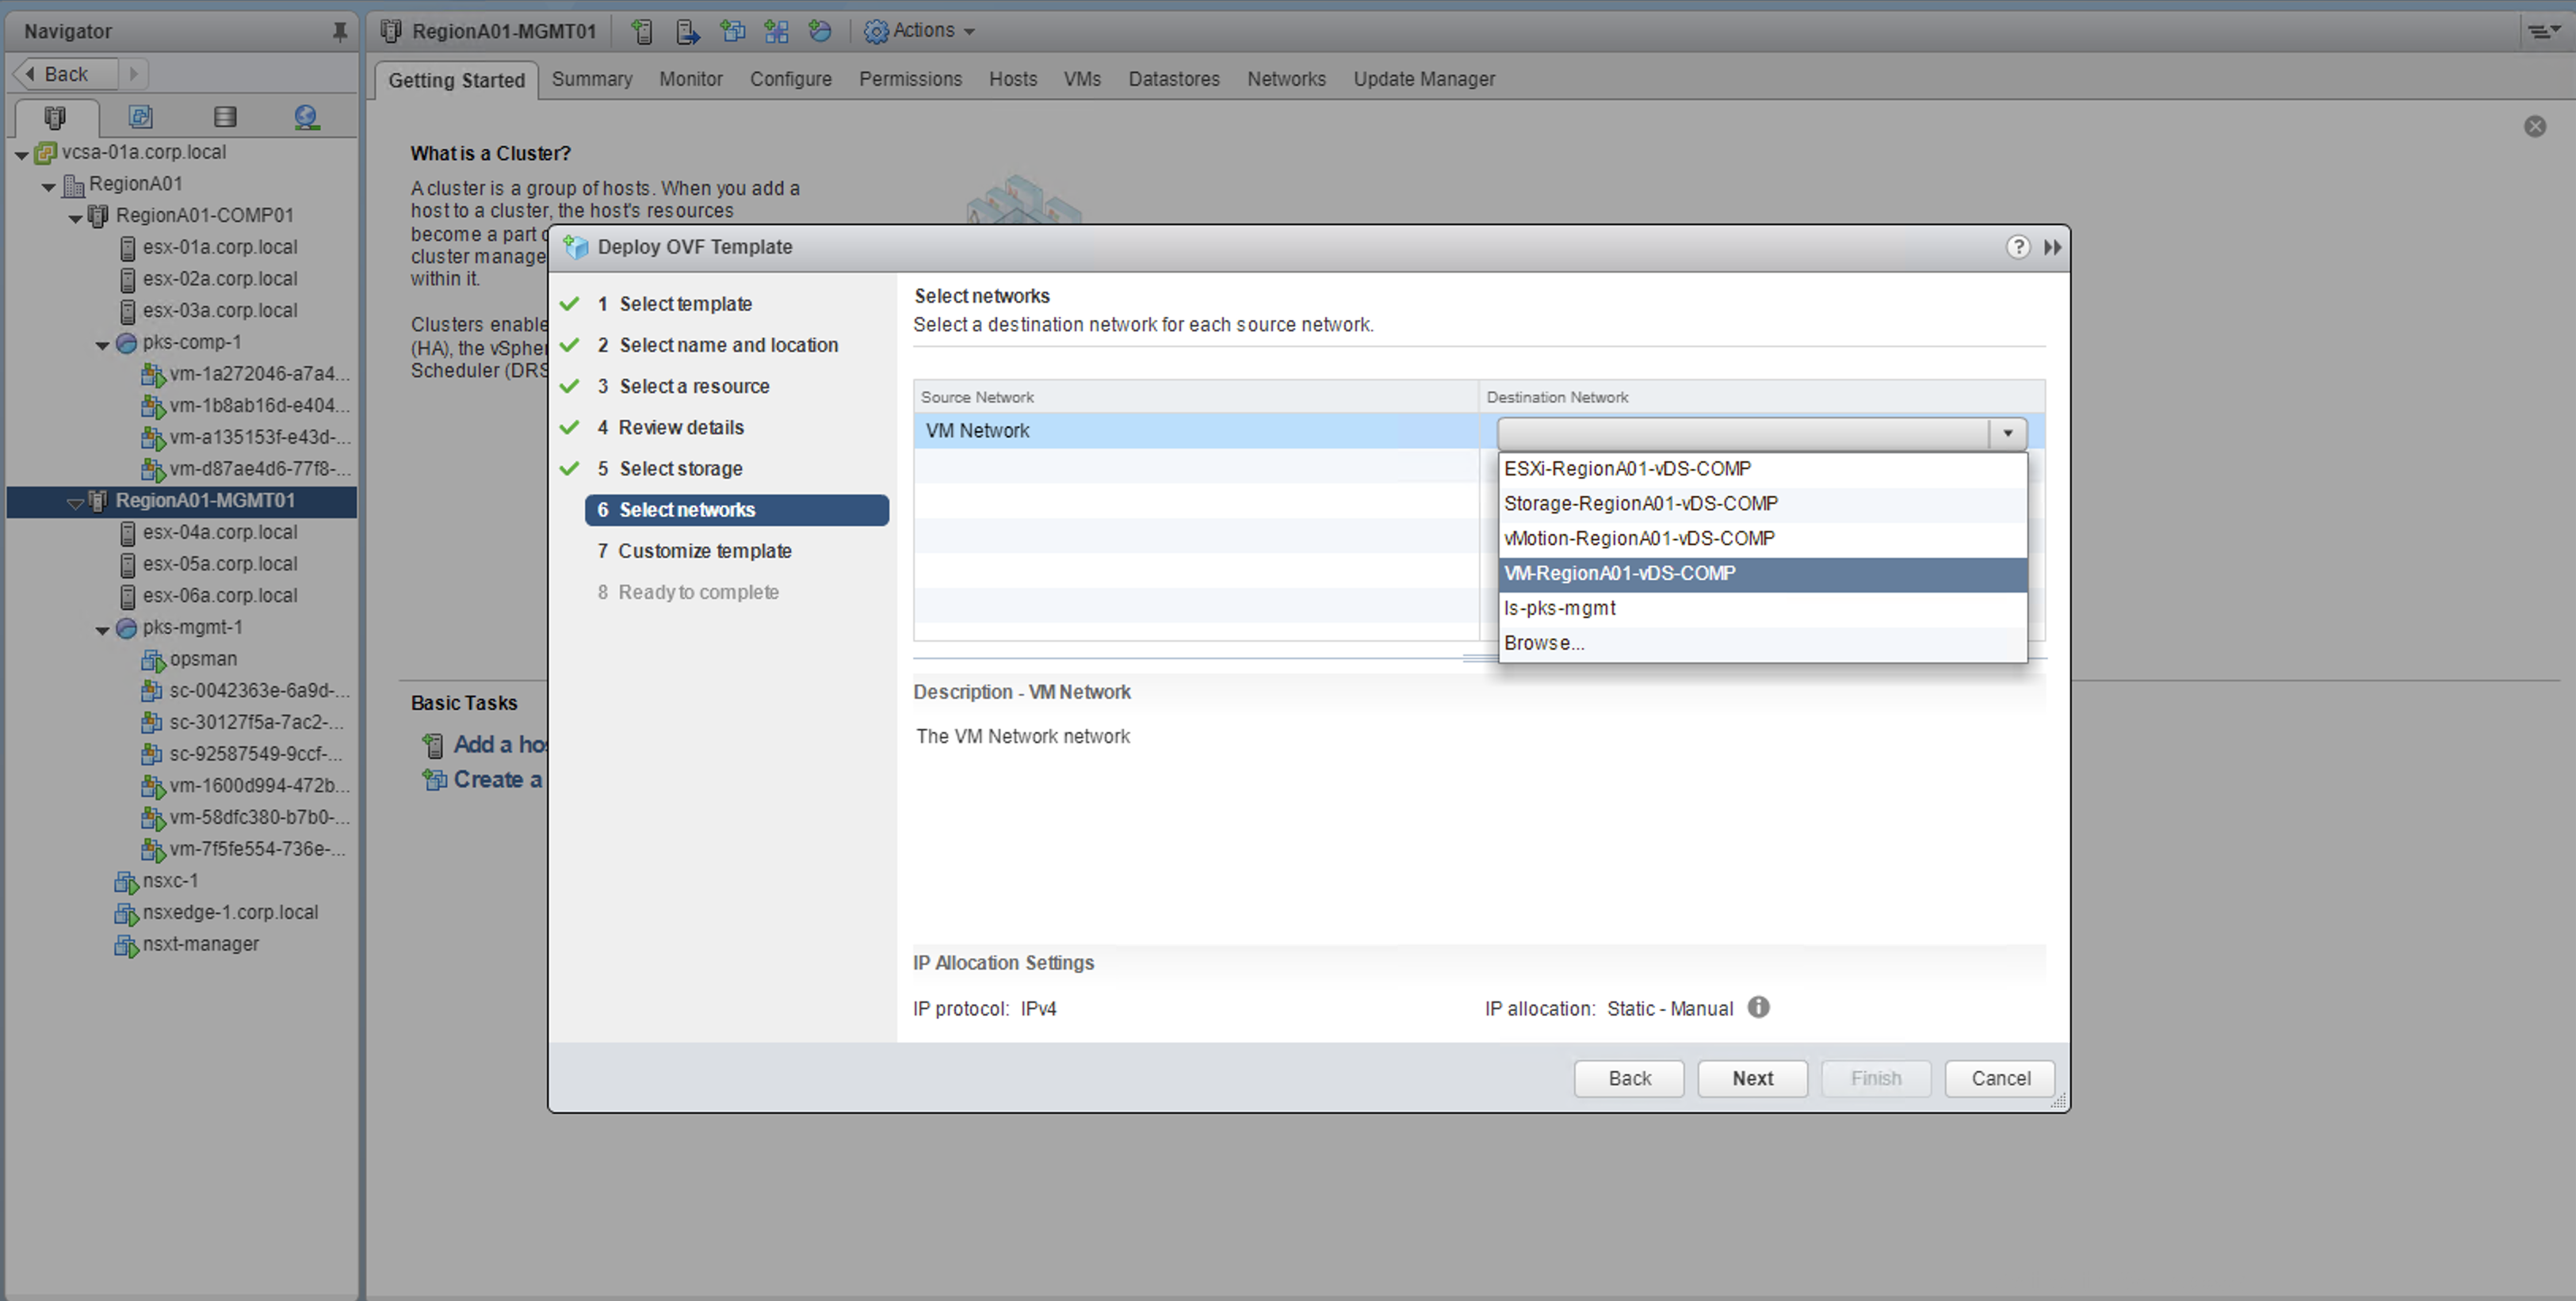 Navigator
Back
vcsa-01a.corp.local
RegionA01
RegionA01-COMP01
esx-01a.corp.local
esx-02a.corp.local
esx-03a.corp.local
pks-comp-1
vm-1a272046-a7a4...
vm-1b8ab16d-e404...
vm-a135153f-e43d-...
vm-d87ae4d6-77f8-...
RegionA01-MGMT01
esx-04a.corp.local
esx-05a.corp.local
esx-06a.corp.local
pks-mgmt-1
opsman
sc-0042363e-6a9d-...
sc-30127f5a-7ac2-...
sc-92587549-9ccf-...
vm-1600d994-472b...
vm-58dfc380-b7b0-...
vm-7f5fe554-736e-...
nsxc-1
nsxedge-1.corp.local
nsxt-manager
RegionA01-MGMT01 Actions
Getting Started Summary Monitor Configure Permissions Hosts VMs Datastores Networks Update Manager
What is a Cluster?
A cluster is a group of hosts. When you add a
host to a cluster, the host's resources
become a part
cluster manage
within it.
Clusters enable
(HA), the vSphe
Scheduler (DRS
Basic Tasks
Add a ho
Create a
Deploy OVF Template
1 Select template
2 Select name and location
3 Select a resource
4 Review details
5 Select storage
6 Select networks
7 Customize template
8 Ready to complete
Select networks
Select a destination network for each source network.
Source Network Destination Network
VM Network
ESXi-RegionA01-vDS-COMP
Storage-RegionA01-vDS-COMP
vMotion-RegionA01-vDS-COMP
VM-RegionA01-vDS-COMP
ls-pks-mgmt
Browse...
Description - VM Network
The VM Network network
IP Allocation Settings
IP protocol: IPv4 IP allocation: Static - Manual
Back Next Finish Cancel